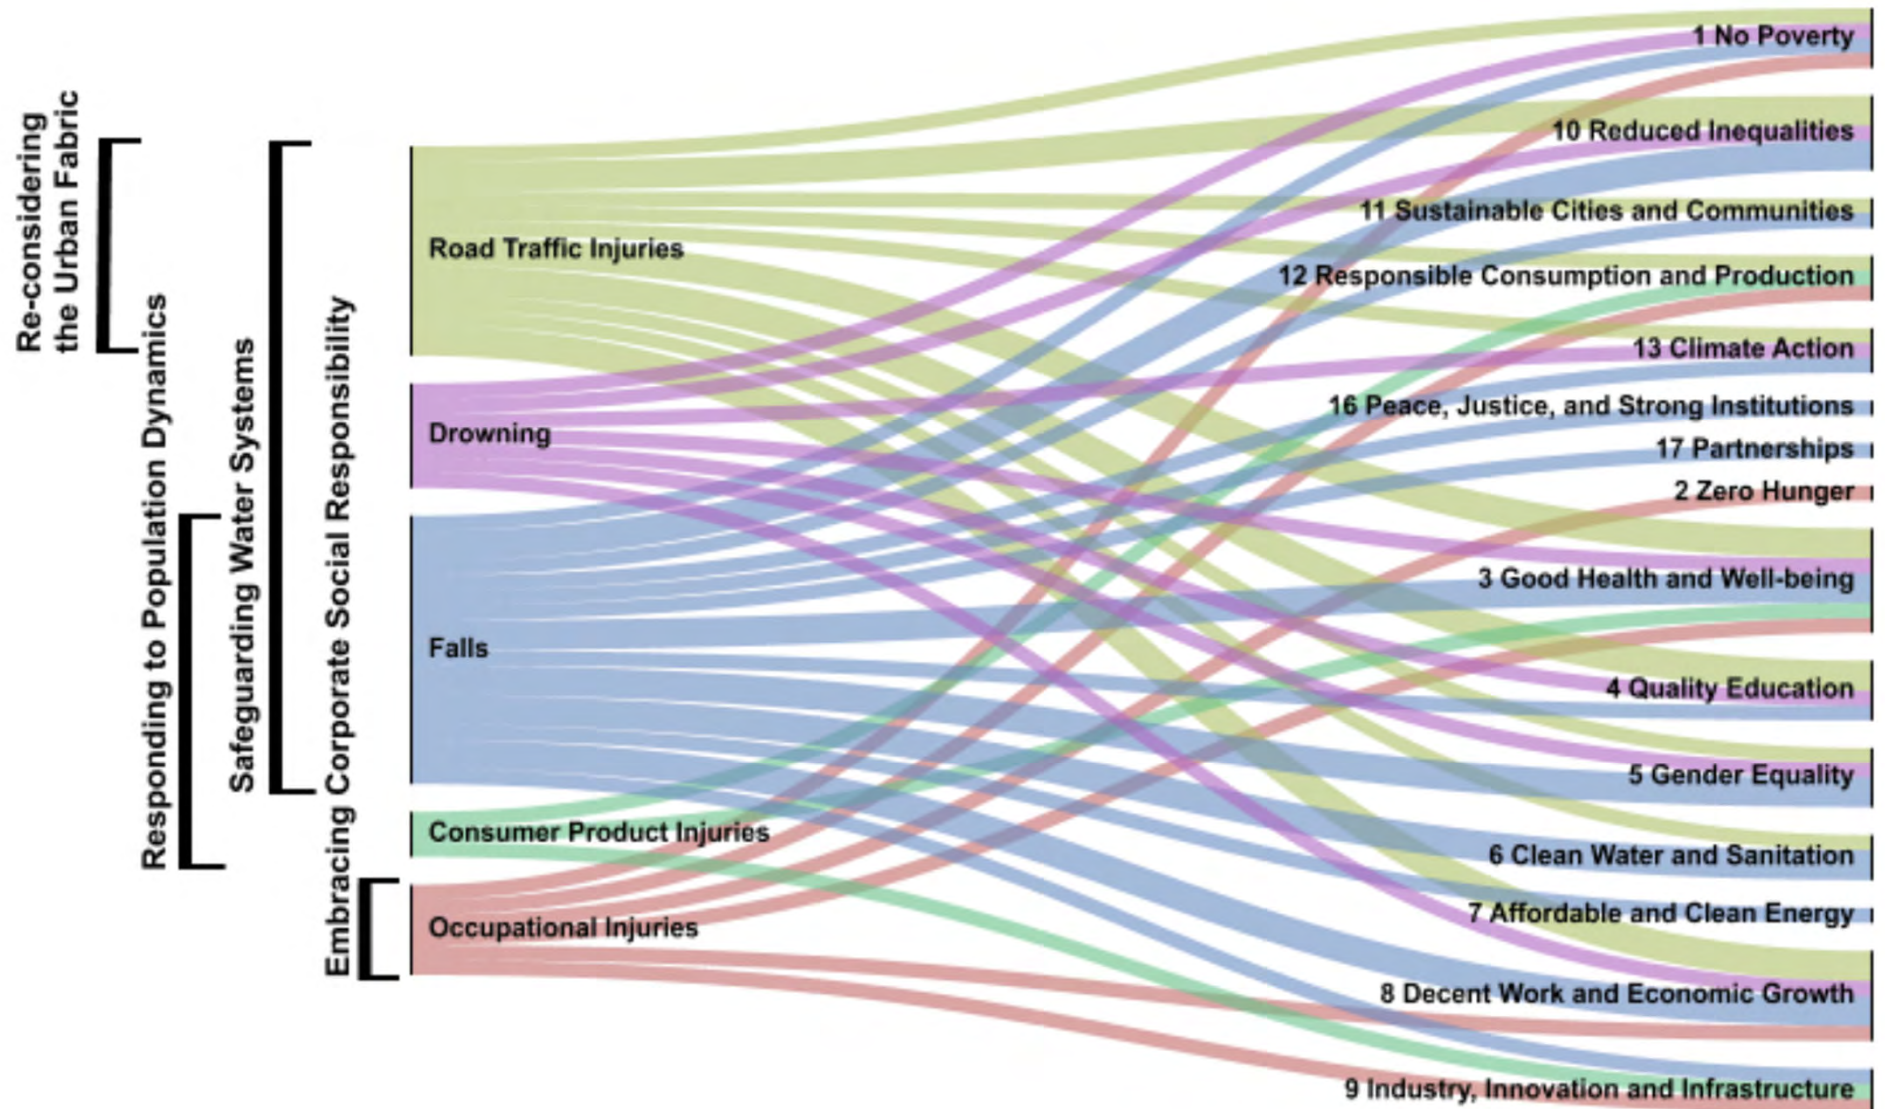 Re-considering
the Urban Fabric
Responding to Population Dynamics
Safeguarding Water Systems
Embracing Corporate Social Responsibility
Road Traffic Injuries
Drowning
Falls
Consumer Product Injuries
Occupational Injuries
1 No Poverty
10 Reduced Inequalities
11 Sustainable Cities and Communities
12 Responsible Consumption and Production
13 Climate Action
16 Peace, Justice, and Strong Institutions
17 Partnerships
2 Zero Hunger
3 Good Health and Well-being
4 Quality Education
5 Gender Equality
6 Clean Water and Sanitation
7 Affordable and Clean Energy
8 Decent Work and Economic Growth
9 Industry, Innovation and Infrastructure